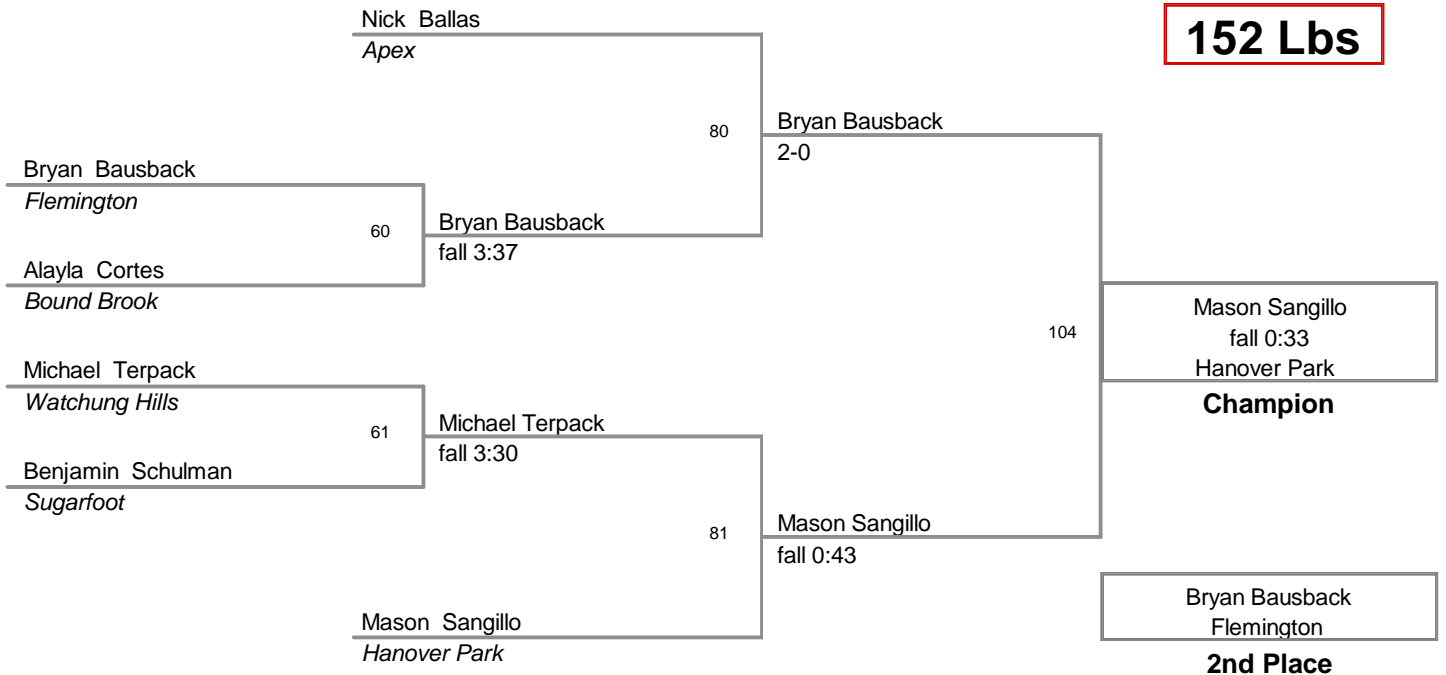 Nick Ballas
Apex
152 Lbs
80
Bryan Bausback
2-0
Bryan Bausback
Flemington
60
Bryan Bausback
fall 3:37
Alayla Cortes
Bound Brook
104
Mason Sangillo
fall 0:33
Hanover Park
Champion
Michael Terpack
Watchung Hills
61
Michael Terpack
fall 3:30
Benjamin Schulman
Sugarfoot
81
Mason Sangillo
fall 0:43
Mason Sangillo
Hanover Park
Bryan Bausback
Flemington
2nd Place